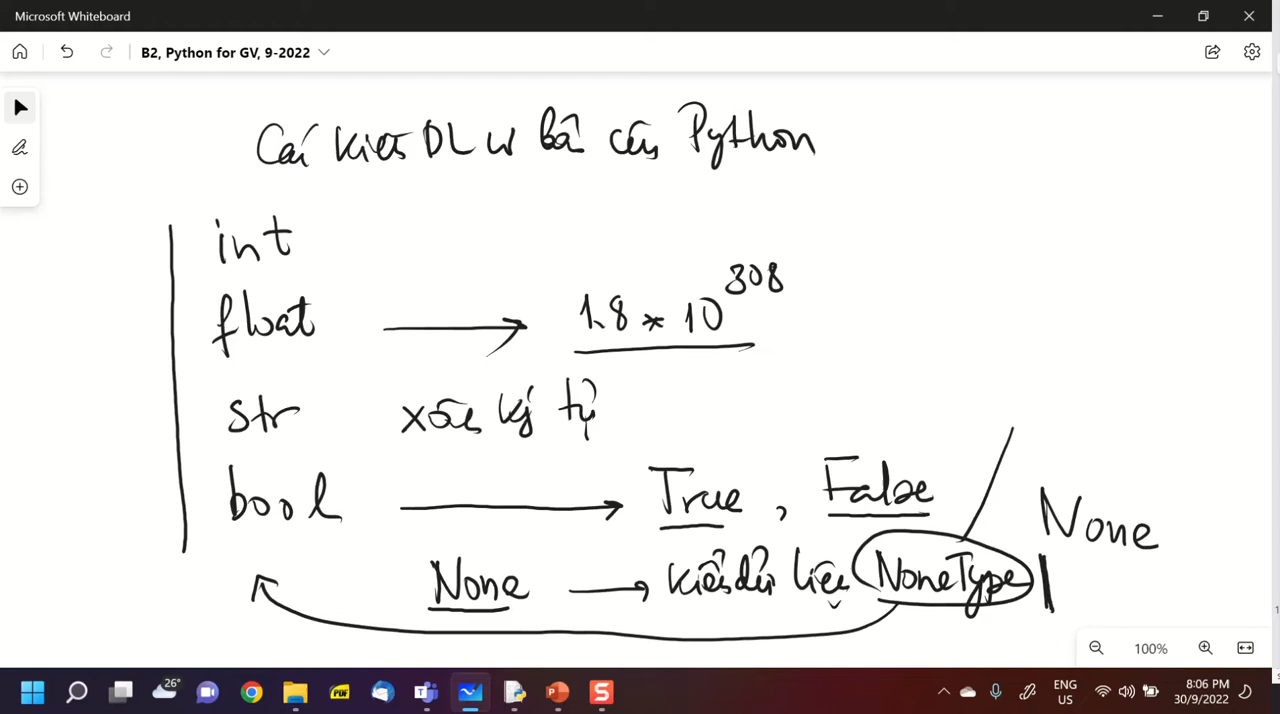 Microsoft Whiteboard
B2, Python for GV, 9-2022
Các kiểu DL cơ bản của Python
int
float → 1.8 * 10^308
str xâu ký tự
bool → True, False
None
None → kiểu dữ liệu NoneType
100%
26°
ENG
US
8:06 PM
30/9/2022